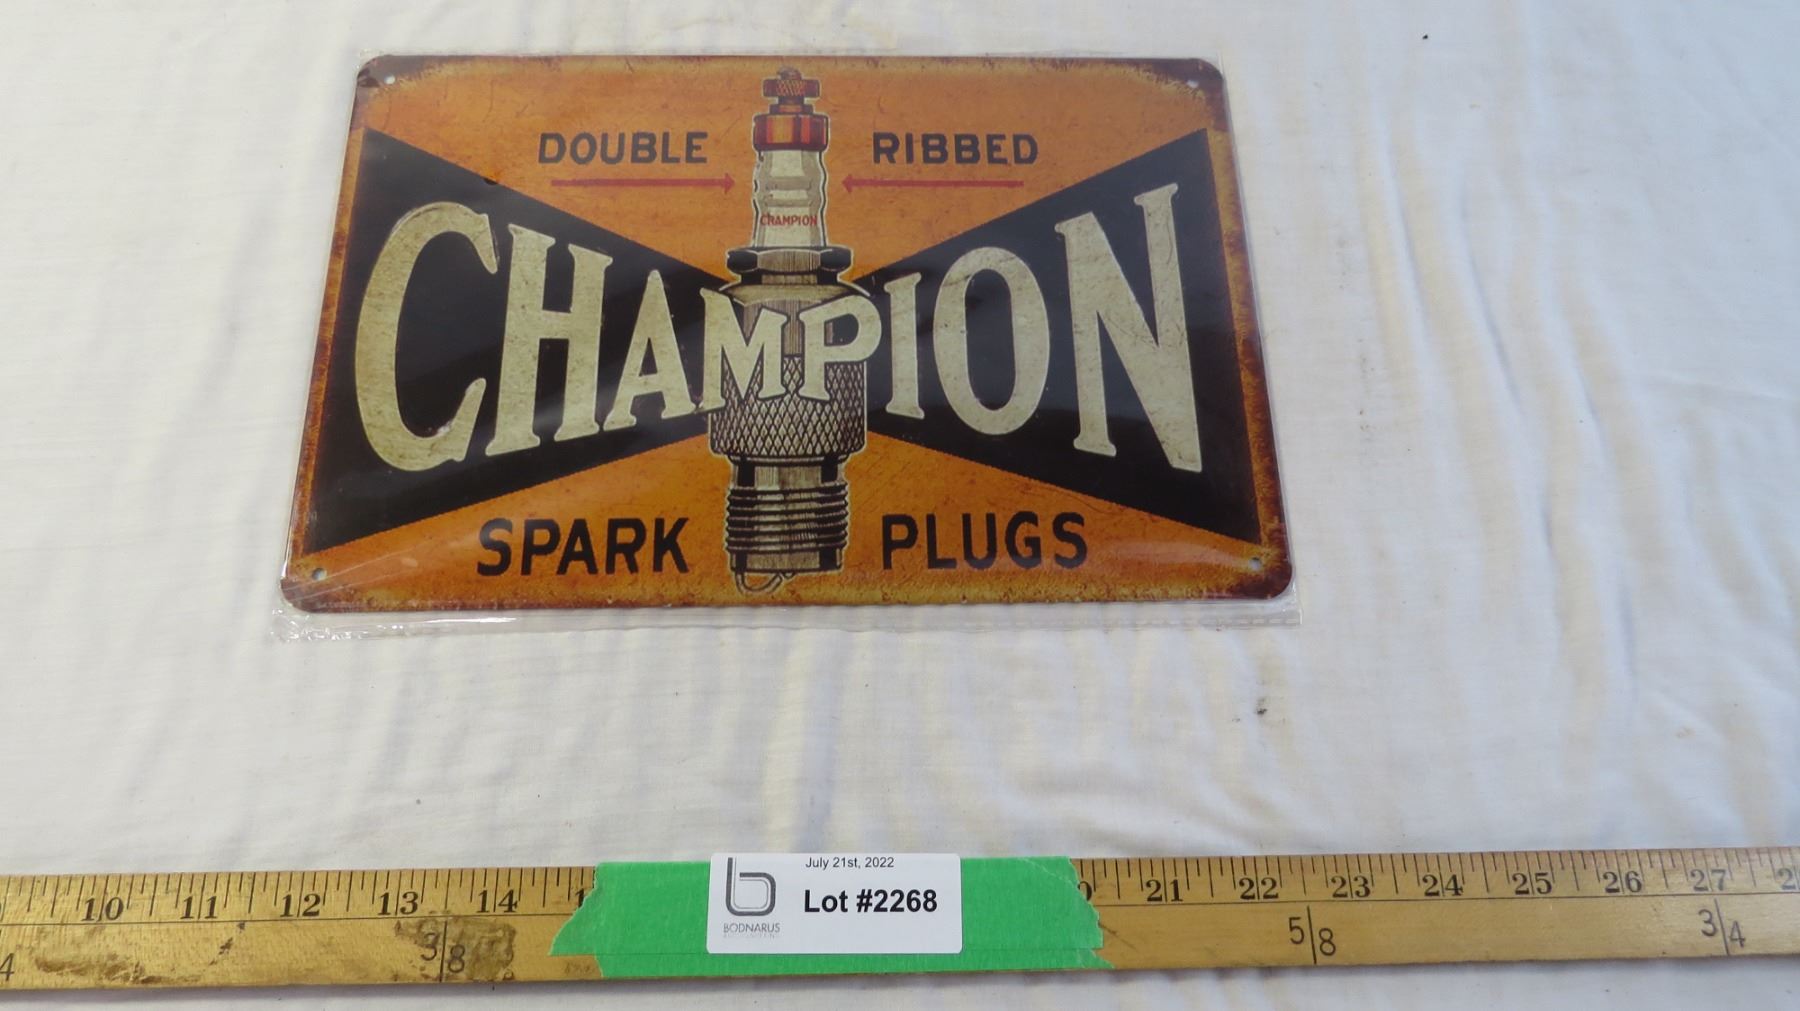 DOUBLE RIBBED
CHAMPION
CHAMPION
SPARK PLUGS
July 21st, 2022
Lot #2268
BODNARUS
10 11 12 13 14 21 22 23 24 25 26 27
3/8 5/8 3/4